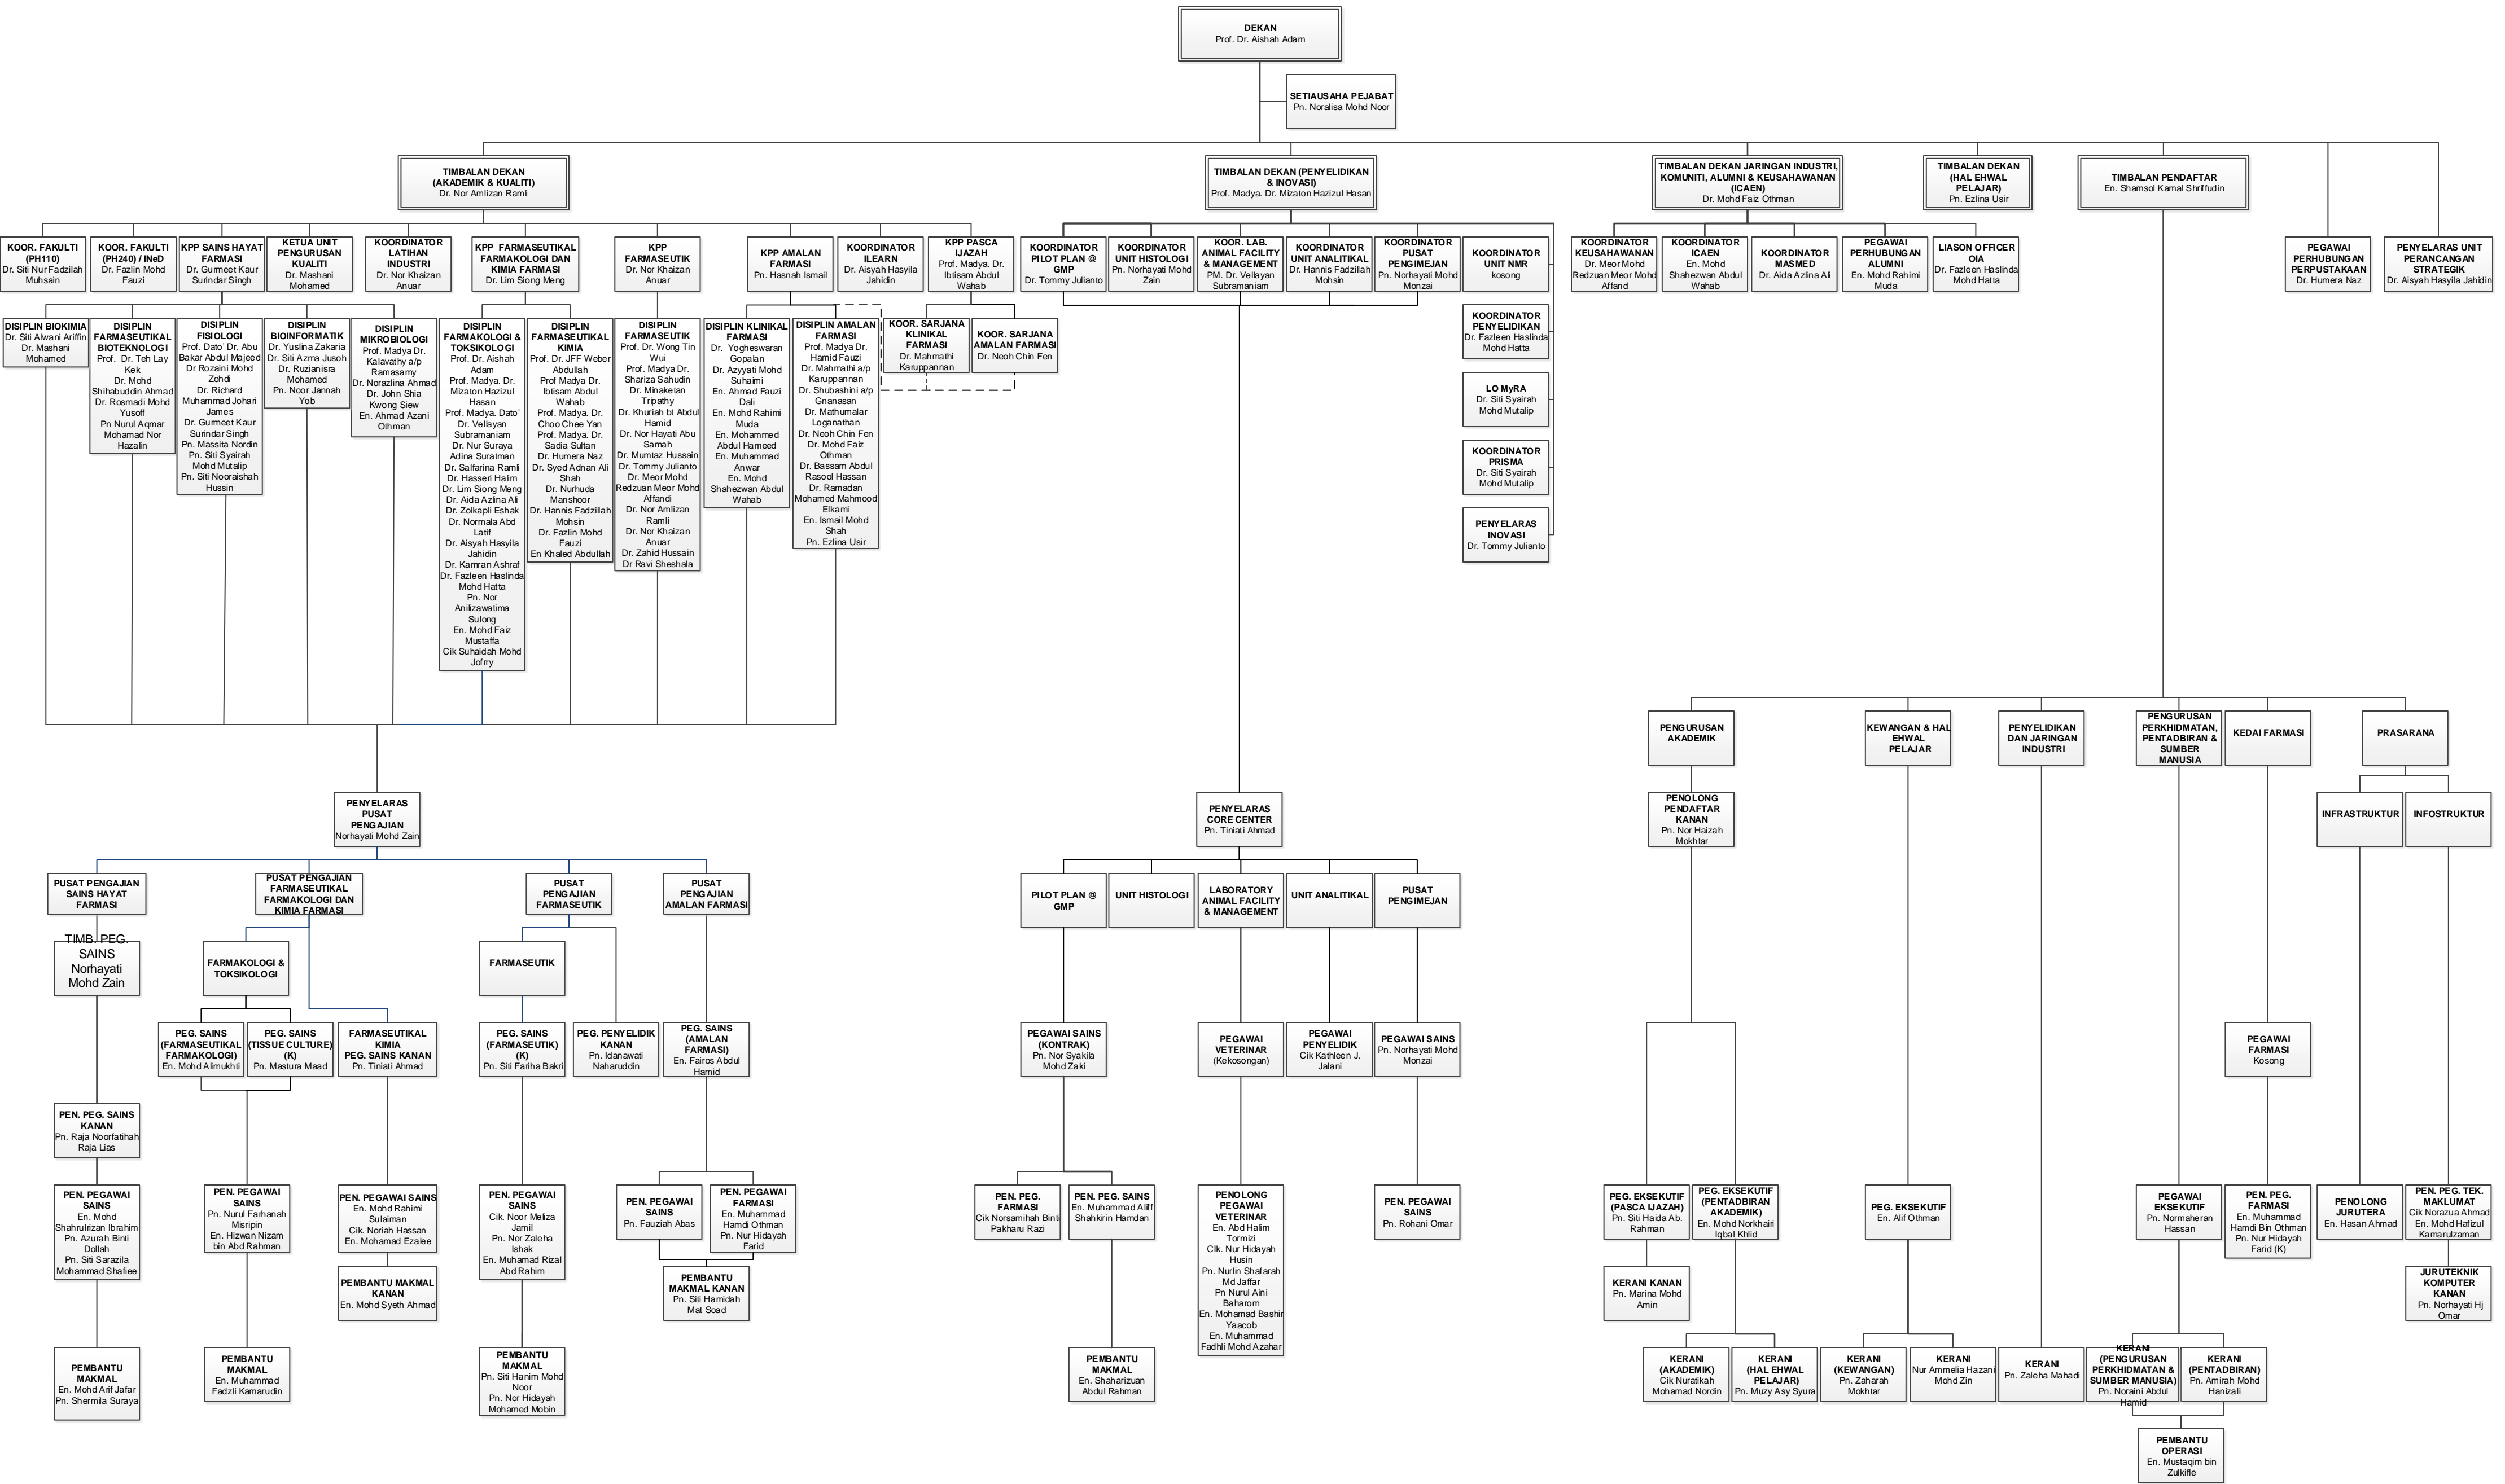 DEKAN
Prof. Dr. Aishah Adam
SETIAUSAHA PEJABAT
Pn. Noralisa Mohd Noor
TIMBALAN DEKAN
(AKADEMIK & KUALITI)
Dr. Nor Amlizan Ramli
TIMBALAN DEKAN (PENYELIDIKAN
& INOVASI)
Prof. Madya. Dr. Mizaton Hazizul Hasan
TIMBALAN DEKAN JARINGAN INDUSTRI,
KOMUNITI, ALUMNI & KEUSAHAWANAN
(ICAEN)
Dr. Mohd Faiz Othman
TIMBALAN DEKAN
(HAL EHWAL
PELAJAR)
Pn. Ezlina Usir
TIMBALAN PENDAFTAR
En. Shamsol Kamal Shriffudin
KOOR. FAKULTI
(PH110)
Dr. Siti Nur Fadzilah
Muhsain
KOOR. FAKULTI
(PH240) / INeD
Dr. Fazlin Mohd
Fauzi
KPP SAINS HAYAT
FARMASI
Dr. Gurmeet Kaur
Surindar Singh
KETUA UNIT
PENGURUSAN
KUALITI
Dr. Mashani
Mohamed
KOORDINATOR
LATIHAN
INDUSTRI
Dr. Nor Khaizan
Anuar
KPP  FARMASEUTIKAL
FARMAKOLOGI DAN
KIMIA FARMASI
Dr. Lim Siong Meng
KPP
FARMASEUTIK
Dr. Nor Khaizan
Anuar
KPP AMALAN
FARMASI
Pn. Hasnah Ismail
KOORDINATOR
ILEARN
Dr. Aisyah Hasyila
Jahidin
KPP PASCA
IJAZAH
Prof. Madya. Dr.
Ibtisam Abdul
Wahab
KOORDINATOR
PILOT PLAN @
GMP
Dr. Tommy Julianto
KOORDINATOR
UNIT HISTOLOGI
Pn. Norhayati Mohd
Zain
KOOR. LAB.
ANIMAL FACILITY
& MANAGEMENT
PM. Dr. Vellayan
Subramaniam
KOORDINATOR
UNIT ANALITIKAL
Dr. Hannis Fadzillah
Mohsin
KOORDINATOR
PUSAT
PENGIMEJAN
Pn. Norhayati Mohd
Monzai
KOORDINATOR
UNIT NMR
kosong
KOORDINATOR
KEUSAHAWANAN
Dr. Meor Mohd
Redzuan Meor Mohd
Affand
KOORDINATOR
ICAEN
En. Mohd
Shahezwan Abdul
Wahab
KOORDINATOR
MASMED
Dr. Aida Azlina Ali
PEGAWAI
PERHUBUNGAN
ALUMNI
En. Mohd Rahimi
Muda
LIASON OFFICER
OIA
Dr. Fazleen Haslinda
Mohd Hatta
PEGAWAI
PERHUBUNGAN
PERPUSTAKAAN
Dr. Humera Naz
PENYELARAS UNIT
PERANCANGAN
STRATEGIK
Dr. Aisyah Hasyila Jahidin
DISIPLIN BIOKIMIA
Dr. Siti Alwani Ariffin
Dr. Mashani
Mohamed
DISIPLIN
FARMASEUTIKAL
BIOTEKNOLOGI
Prof.  Dr. Teh Lay
Kek
Dr. Mohd
Shihabuddin Ahmad
Dr. Rosmadi Mohd
Yusoff
Pn Nurul Aqmar
Mohamad Nor
Hazalin
DISIPLIN
FISIOLOGI
Prof. Dato' Dr. Abu
Bakar Abdul Majeed
Dr Rozaini Mohd
Zohdi
Dr. Richard
Muhammad Johari
James
Dr. Gurmeet Kaur
Surindar Singh
Pn. Massita Nordin
Pn. Siti Syairah
Mohd Mutalip
Pn. Siti Nooraishah
Hussin
DISIPLIN
BIOINFORMATIK
Dr. Yuslina Zakaria
Dr. Siti Azma Jusoh
Dr. Ruzianisra
Mohamed
Pn. Noor Jannah
Yob
DISIPLIN
MIKROBIOLOGI
Prof. Madya Dr.
Kalavathy a/p
Ramasamy
Dr. Norazlina Ahmad
Dr. John Shia
Kwong Siew
En. Ahmad Azani
Othman
DISIPLIN
FARMAKOLOGI &
TOKSIKOLOGI
Prof. Dr. Aishah
Adam
Prof. Madya. Dr.
Mizaton Hazizul
Hasan
Prof. Madya. Dato'
Dr. Vellayan
Subramaniam
Dr. Nur Suraya
Adina Suratman
Dr. Salfarina Ramli
Dr. Hasseri Halim
Dr. Lim Siong Meng
Dr. Aida Azlina Ali
Dr. Zolkapli Eshak
Dr. Normala Abd
Latif
Dr. Aisyah Hasyila
Jahidin
Dr. Kamran Ashraf
Dr. Fazleen Haslinda
Mohd Hatta
Pn. Nor
Anilizawatima
Sulong
En. Mohd Faiz
Mustaffa
Cik Suhaidah Mohd
Jofrry
DISIPLIN
FARMASEUTIKAL
KIMIA
Prof. Dr. JFF Weber
Abdullah
Prof Madya Dr.
Ibtisam Abdul
Wahab
Prof. Madya. Dr.
Choo Chee Yan
Prof. Madya. Dr.
Sadia Sultan
Dr. Humera Naz
Dr. Syed Adnan Ali
Shah
Dr. Nurhuda
Manshoor
Dr. Hannis Fadzillah
Mohsin
Dr. Fazlin Mohd
Fauzi
En Khaled Abdullah
DISIPLIN
FARMASEUTIK
Prof. Dr. Wong Tin
Wui
Prof. Madya Dr.
Shariza Sahudin
Dr. Minaketan
Tripathy
Dr. Khuriah bt Abdul
Hamid
Dr. Nor Hayati Abu
Samah
Dr. Mumtaz Hussain
Dr. Tommy Julianto
Dr. Meor Mohd
Redzuan Meor Mohd
Affandi
Dr. Nor Amlizan
Ramli
Dr. Nor Khaizan
Anuar
Dr. Zahid Hussain
Dr Ravi Sheshala
DISIPLIN KLINIKAL
FARMASI
Dr.  Yogheswaran
Gopalan
Dr. Azyyati Mohd
Suhaimi
En. Ahmad Fauzi
Dali
En. Mohd Rahimi
Muda
En. Mohammed
Abdul Hameed
En. Muhammad
Anwar
En. Mohd
Shahezwan Abdul
Wahab
DISIPLIN AMALAN
FARMASI
Prof. Madya Dr.
Hamid Fauzi
Dr. Mahmathi a/p
Karuppannan
Dr. Shubashini a/p
Gnanasan
Dr. Mathumalar
Loganathan
Dr. Neoh Chin Fen
Dr. Mohd Faiz
Othman
Dr. Bassam Abdul
Rasool Hassan
Dr. Ramadan
Mohamed Mahmood
Elkami
En. Ismail Mohd
Shah
Pn. Ezlina Usir
KOOR. SARJANA
KLINIKAL
FARMASI
Dr. Mahmathi
Karuppannan
KOOR. SARJANA
AMALAN FARMASI
Dr. Neoh Chin Fen
KOORDINATOR
PENYELIDIKAN
Dr. Fazleen Haslinda
Mohd Hatta
LO MyRA
Dr. Siti Syairah
Mohd Mutalip
KOORDINATOR
PRISMA
Dr. Siti Syairah
Mohd Mutalip
PENYELARAS
INOVASI
Dr. Tommy Julianto
PENGURUSAN
AKADEMIK
KEWANGAN & HAL
EHWAL
PELAJAR
PENYELIDIKAN
DAN JARINGAN
INDUSTRI
PENGURUSAN
PERKHIDMATAN,
PENTADBIRAN &
SUMBER
MANUSIA
KEDAI FARMASI
PRASARANA
PENYELARAS
PUSAT
PENGAJIAN
Norhayati Mohd Zain
PENYELARAS
CORE CENTER
Pn. Tiniati Ahmad
PENOLONG
PENDAFTAR
KANAN
Pn. Nor Haizah
Mokhtar
INFRASTRUKTUR
INFOSTRUKTUR
PUSAT PENGAJIAN
SAINS HAYAT
FARMASI
PUSAT PENGAJIAN
FARMASEUTIKAL
FARMAKOLOGI DAN
KIMIA FARMASI
PUSAT
PENGAJIAN
FARMASEUTIK
PUSAT
PENGAJIAN
AMALAN FARMASI
PILOT PLAN @
GMP
UNIT HISTOLOGI
LABORATORY
ANIMAL FACILITY
& MANAGEMENT
UNIT ANALITIKAL
PUSAT
PENGIMEJAN
TIMB. PEG.
SAINS
Norhayati
Mohd Zain
FARMAKOLOGI &
TOKSIKOLOGI
FARMASEUTIK
PEG. SAINS
(FARMASEUTIKAL
FARMAKOLOGI)
En. Mohd Alimukhti
PEG. SAINS
(TISSUE CULTURE)
(K)
Pn. Mastura Maad
FARMASEUTIKAL
KIMIA
PEG. SAINS KANAN
Pn. Tiniati Ahmad
PEG. SAINS
(FARMASEUTIK)
(K)
Pn. Siti Fariha Bakri
PEG. PENYELIDIK
KANAN
Pn. Idanawati
Naharuddin
PEG. SAINS
(AMALAN
FARMASI)
En. Fairos Abdul
Hamid
PEGAWAI SAINS
(KONTRAK)
Pn. Nor Syakila
Mohd Zaki
PEGAWAI
VETERINAR
(Kekosongan)
PEGAWAI
PENYELIDIK
Cik Kathleen J.
Jalani
PEGAWAI SAINS
Pn. Norhayati Mohd
Monzai
PEGAWAI
FARMASI
Kosong
PEN. PEG. SAINS
KANAN
Pn. Raja Noorfatihah
Raja Lias
PEN. PEGAWAI
SAINS
En. Mohd
Shahrulrizan Ibrahim
Pn. Azurah Binti
Dollah
Pn. Siti Sarazila
Mohammad Shafiee
PEN. PEGAWAI
SAINS
Pn. Nurul Farhanah
Misripin
En. Hizwan Nizam
bin Abd Rahman
PEN. PEGAWAI SAINS
En. Mohd Rahimi
Sulaiman
Cik. Noriah Hassan
En. Mohamad Ezalee
PEN. PEGAWAI
SAINS
Cik. Noor Meliza
Jamil
Pn. Nor Zaleha
Ishak
En. Muhamad Rizal
Abd Rahim
PEN. PEGAWAI
SAINS
Pn. Fauziah Abas
PEN. PEGAWAI
FARMASI
En. Muhammad
Hamdi Othman
Pn. Nur Hidayah
Farid
PEN. PEG.
FARMASI
Cik Norsamihah Binti
Pakharu Razi
PEN. PEG. SAINS
En. Muhammad Aliff
Shahkirin Hamdan
PENOLONG
PEGAWAI
VETERINAR
En. Abd Halim
Tormizi
CIk. Nur Hidayah
Husin
Pn. Nurlin Shafarah
Md Jaffar
Pn Nurul Aini
Baharom
En. Mohamad Bashir
Yaacob
En. Muhammad
Fadhli Mohd Azahar
PEN. PEGAWAI
SAINS
Pn. Rohani Omar
PEG. EKSEKUTIF
(PASCA IJAZAH)
Pn. Siti Haida Ab.
Rahman
PEG. EKSEKUTIF
(PENTADBIRAN
AKADEMIK)
En. Mohd Norkhairi
Iqbal Khlid
PEG. EKSEKUTIF
En. Alif Othman
PEGAWAI
EKSEKUTIF
Pn. Normaheran
Hassan
PEN. PEG.
FARMASI
En. Muhammad
Hamdi Bin Othman
Pn. Nur Hidayah
Farid (K)
PENOLONG
JURUTERA
En. Hasan Ahmad
PEN. PEG. TEK.
MAKLUMAT
Cik Norazua Ahmad
En. Mohd Hafizul
Kamarulzaman
PEMBANTU MAKMAL
KANAN
En. Mohd Syeth Ahmad
PEMBANTU
MAKMAL KANAN
Pn. Siti Hamidah
Mat Soad
KERANI KANAN
Pn. Marina Mohd
Amin
JURUTEKNIK
KOMPUTER
KANAN
Pn. Norhayati Hj
Omar
PEMBANTU
MAKMAL
En. Mohd Arif Jafar
Pn. Shermila Suraya
PEMBANTU
MAKMAL
En. Muhammad
Fadzli Kamarudin
PEMBANTU
MAKMAL
Pn. Siti Hanim Mohd
Noor
Pn. Nor Hidayah
Mohamed Mobin
PEMBANTU
MAKMAL
En. Shaharizuan
Abdul Rahman
KERANI
(AKADEMIK)
Cik Nuratikah
Mohamad Nordin
KERANI
(HAL EHWAL
PELAJAR)
Pn. Muzy Asy Syura
KERANI
(KEWANGAN)
Pn. Zaharah
Mokhtar
KERANI
Nur Ammelia Hazani
Mohd Zin
KERANI
Pn. Zaleha Mahadi
KERANI
(PENGURUSAN
PERKHIDMATAN &
SUMBER MANUSIA)
Pn. Noraini Abdul
Hamid
KERANI
(PENTADBIRAN)
Pn. Amirah Mohd
Hanizali
PEMBANTU
OPERASI
En. Mustaqim bin
Zulkifle